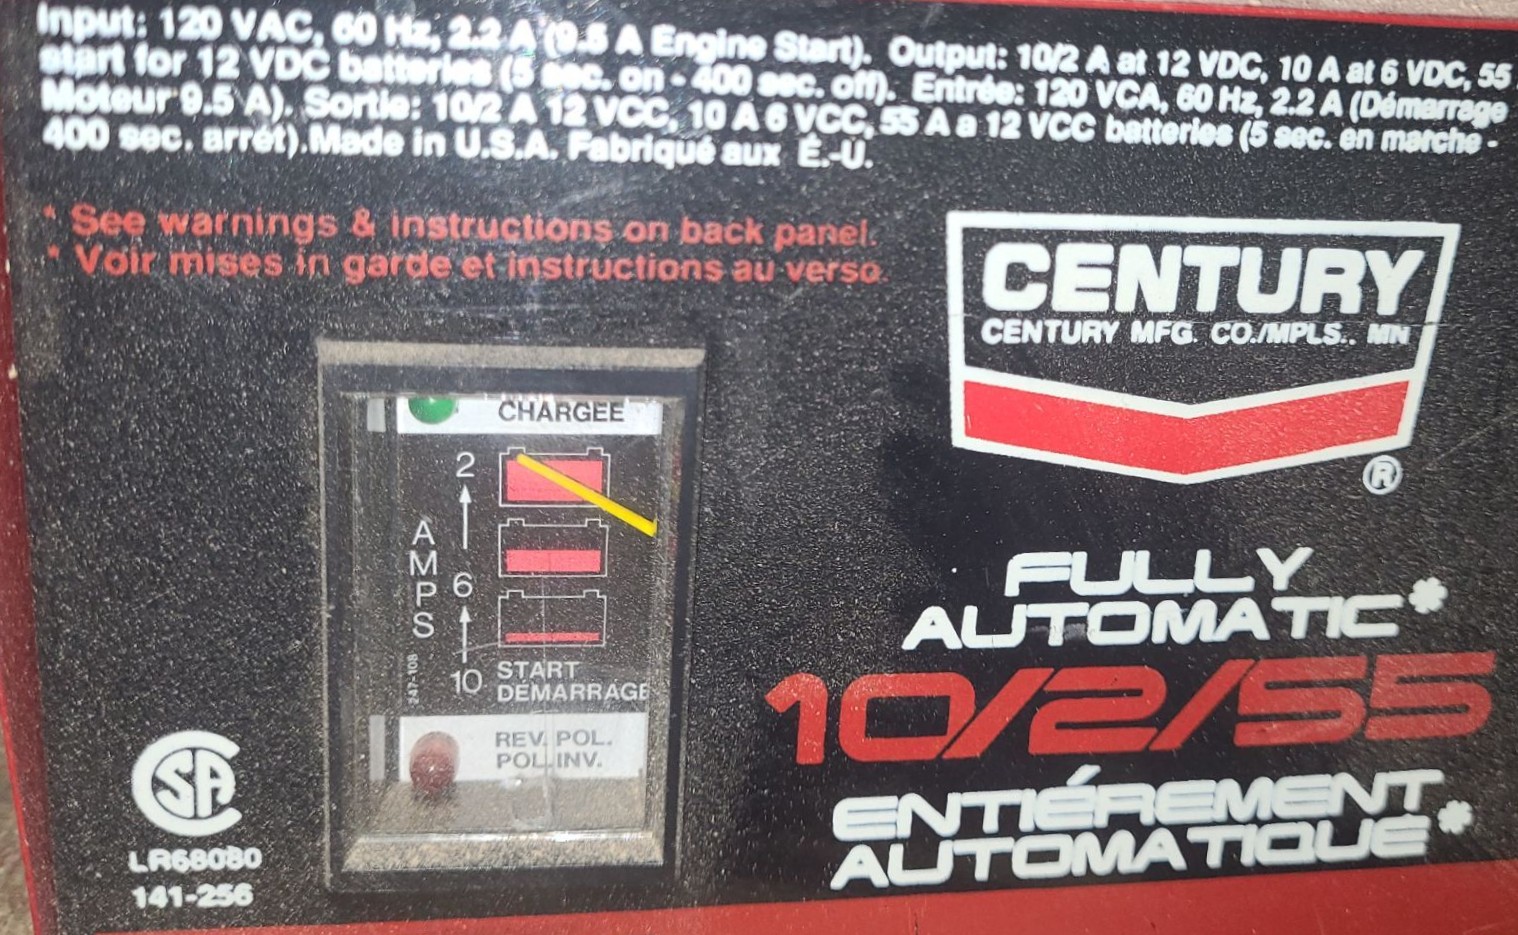 Input: 120 VAC, 60 Hz, 2.2 A (9.5 A Engine Start). Output: 10/2 A at 12 VDC, 10 A at 6 VDC, 55
start for 12 VDC batteries (5 sec. on - 400 sec. off). Entrée: 120 VCA, 60 Hz, 2.2 A (Démarrage
Moteur 9.5 A). Sortie: 10/2 A 12 VCC, 10 A 6 VCC, 55 A a 12 VCC batteries (5 sec. en marche -
400 sec. arrét).Made in U.S.A. Fabriqué aux É.-U.
* See warnings & instructions on back panel.
* Voir mises in garde et instructions au verso.
CENTURY
CENTURY MFG. CO./MPLS.. MN
®
CHARGEE
2
AMPS
6
10
START
DEMARRAGE
247-108
REV. POL.
POL. INV.
FULLY
AUTOMATIC*
10/2/55
ENTIÉREMENT
AUTOMATIQUE*
CSA
LR68080
141-256